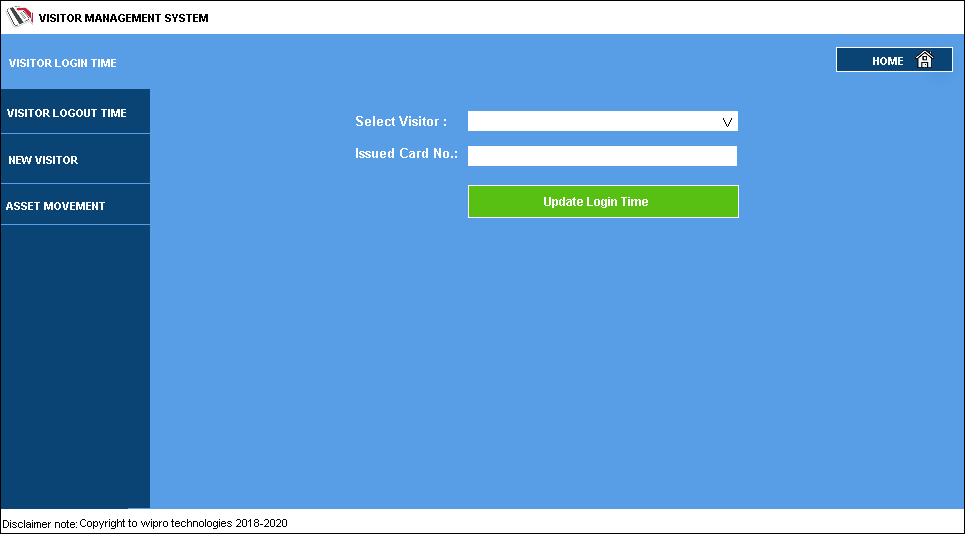 VISITOR MANAGEMENT SYSTEM
VISITOR LOGIN TIME
HOME
VISITOR LOGOUT TIME
NEW VISITOR
ASSET MOVEMENT
Select Visitor :
Issued Card No.:
Update Login Time
Disclaimer note: Copyright to wipro technologies 2018-2020